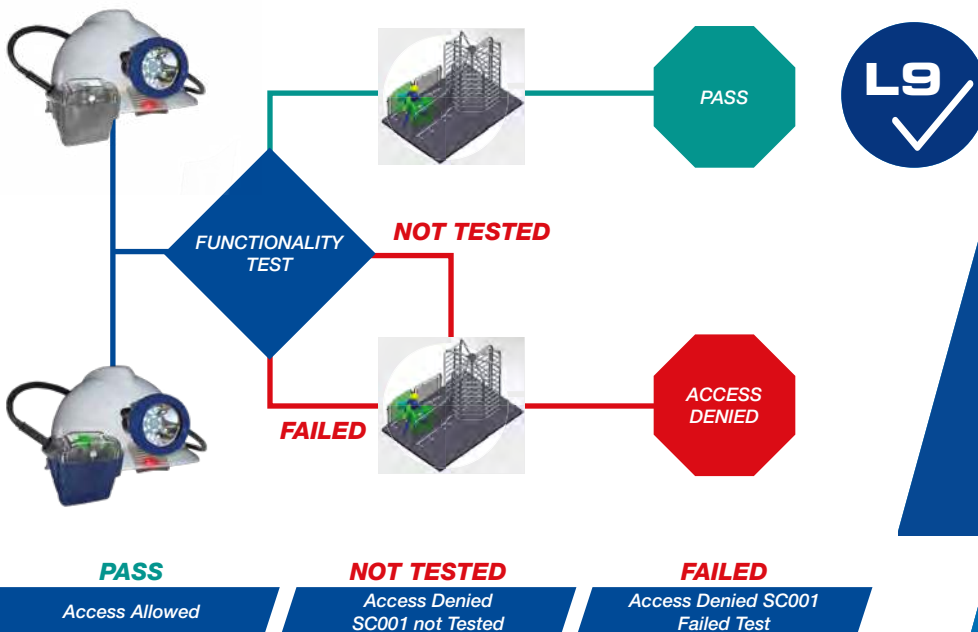 PASS
L9
FUNCTIONALITY
TEST
NOT TESTED
FAILED
ACCESS
DENIED
PASS
NOT TESTED
FAILED
Access Allowed
Access Denied
SC001 not Tested
Access Denied SC001
Failed Test